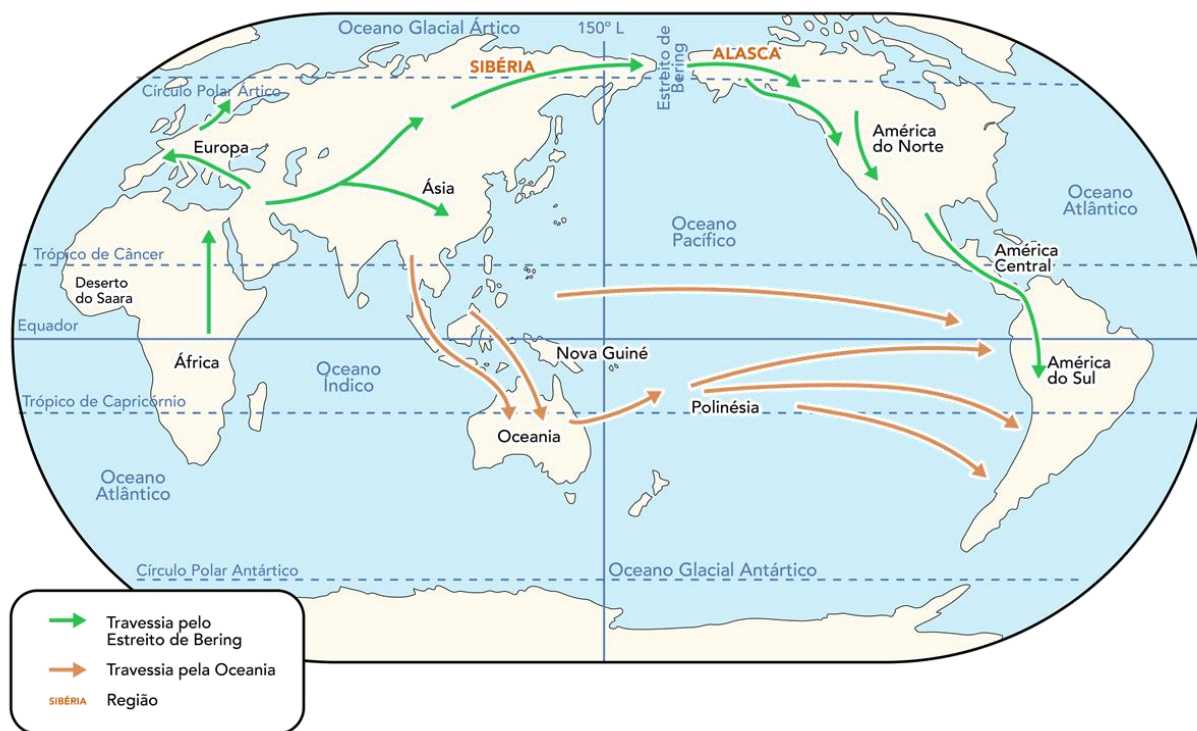 Oceano Glacial Ártico
150º L
SIBÉRIA
Estreito de
Bering
ALASCA
Círculo Polar Ártico
Europa
América
do Norte
Ásia
Oceano
Atlântico
Oceano
Pacífico
Trópico de Câncer
América
Central
Deserto
do Saara
Equador
Nova Guiné
África
Oceano
Índico
América
do Sul
Trópico de Capricórnio
Polinésia
Oceania
Oceano
Atlântico
Círculo Polar Antártico
Oceano Glacial Antártico
Travessia pelo
Estreito de Bering
Travessia pela Oceania
SIBÉRIA
Região